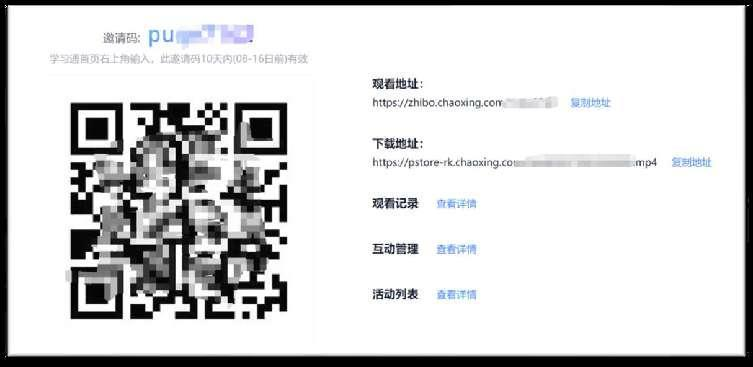 邀请码:
学习通首页右上角输入，此邀请码10天内(08-16日前)有效
观看地址:
https://zhibo.chaoxing.com 复制地址
下载地址:
https://pstore-rk.chaoxing.co .mp4 复制地址
观看记录 查看详情
互动管理 查看详情
活动列表 查看详情